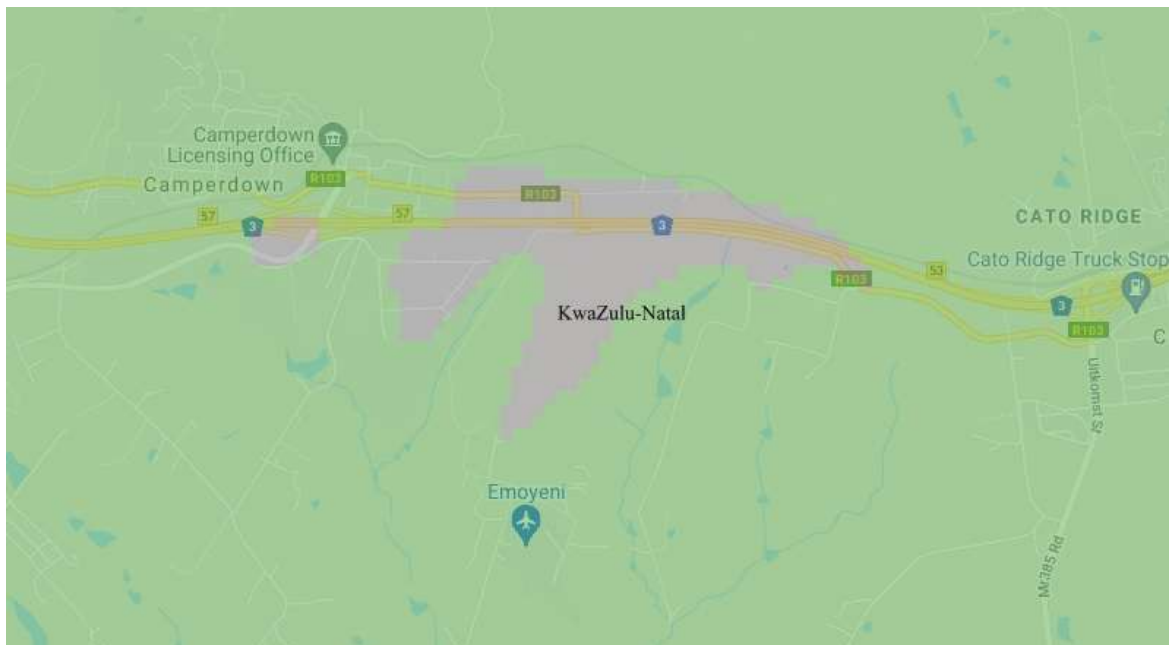 Camperdown
Licensing Office
Camperdown
R103
R103
57
57
3
3
CATO RIDGE
Cato Ridge Truck Stop
R103
53
3
R103
C
KwaZulu-Natal
Uitkomst St
Emoyeni
Mr385 Rd